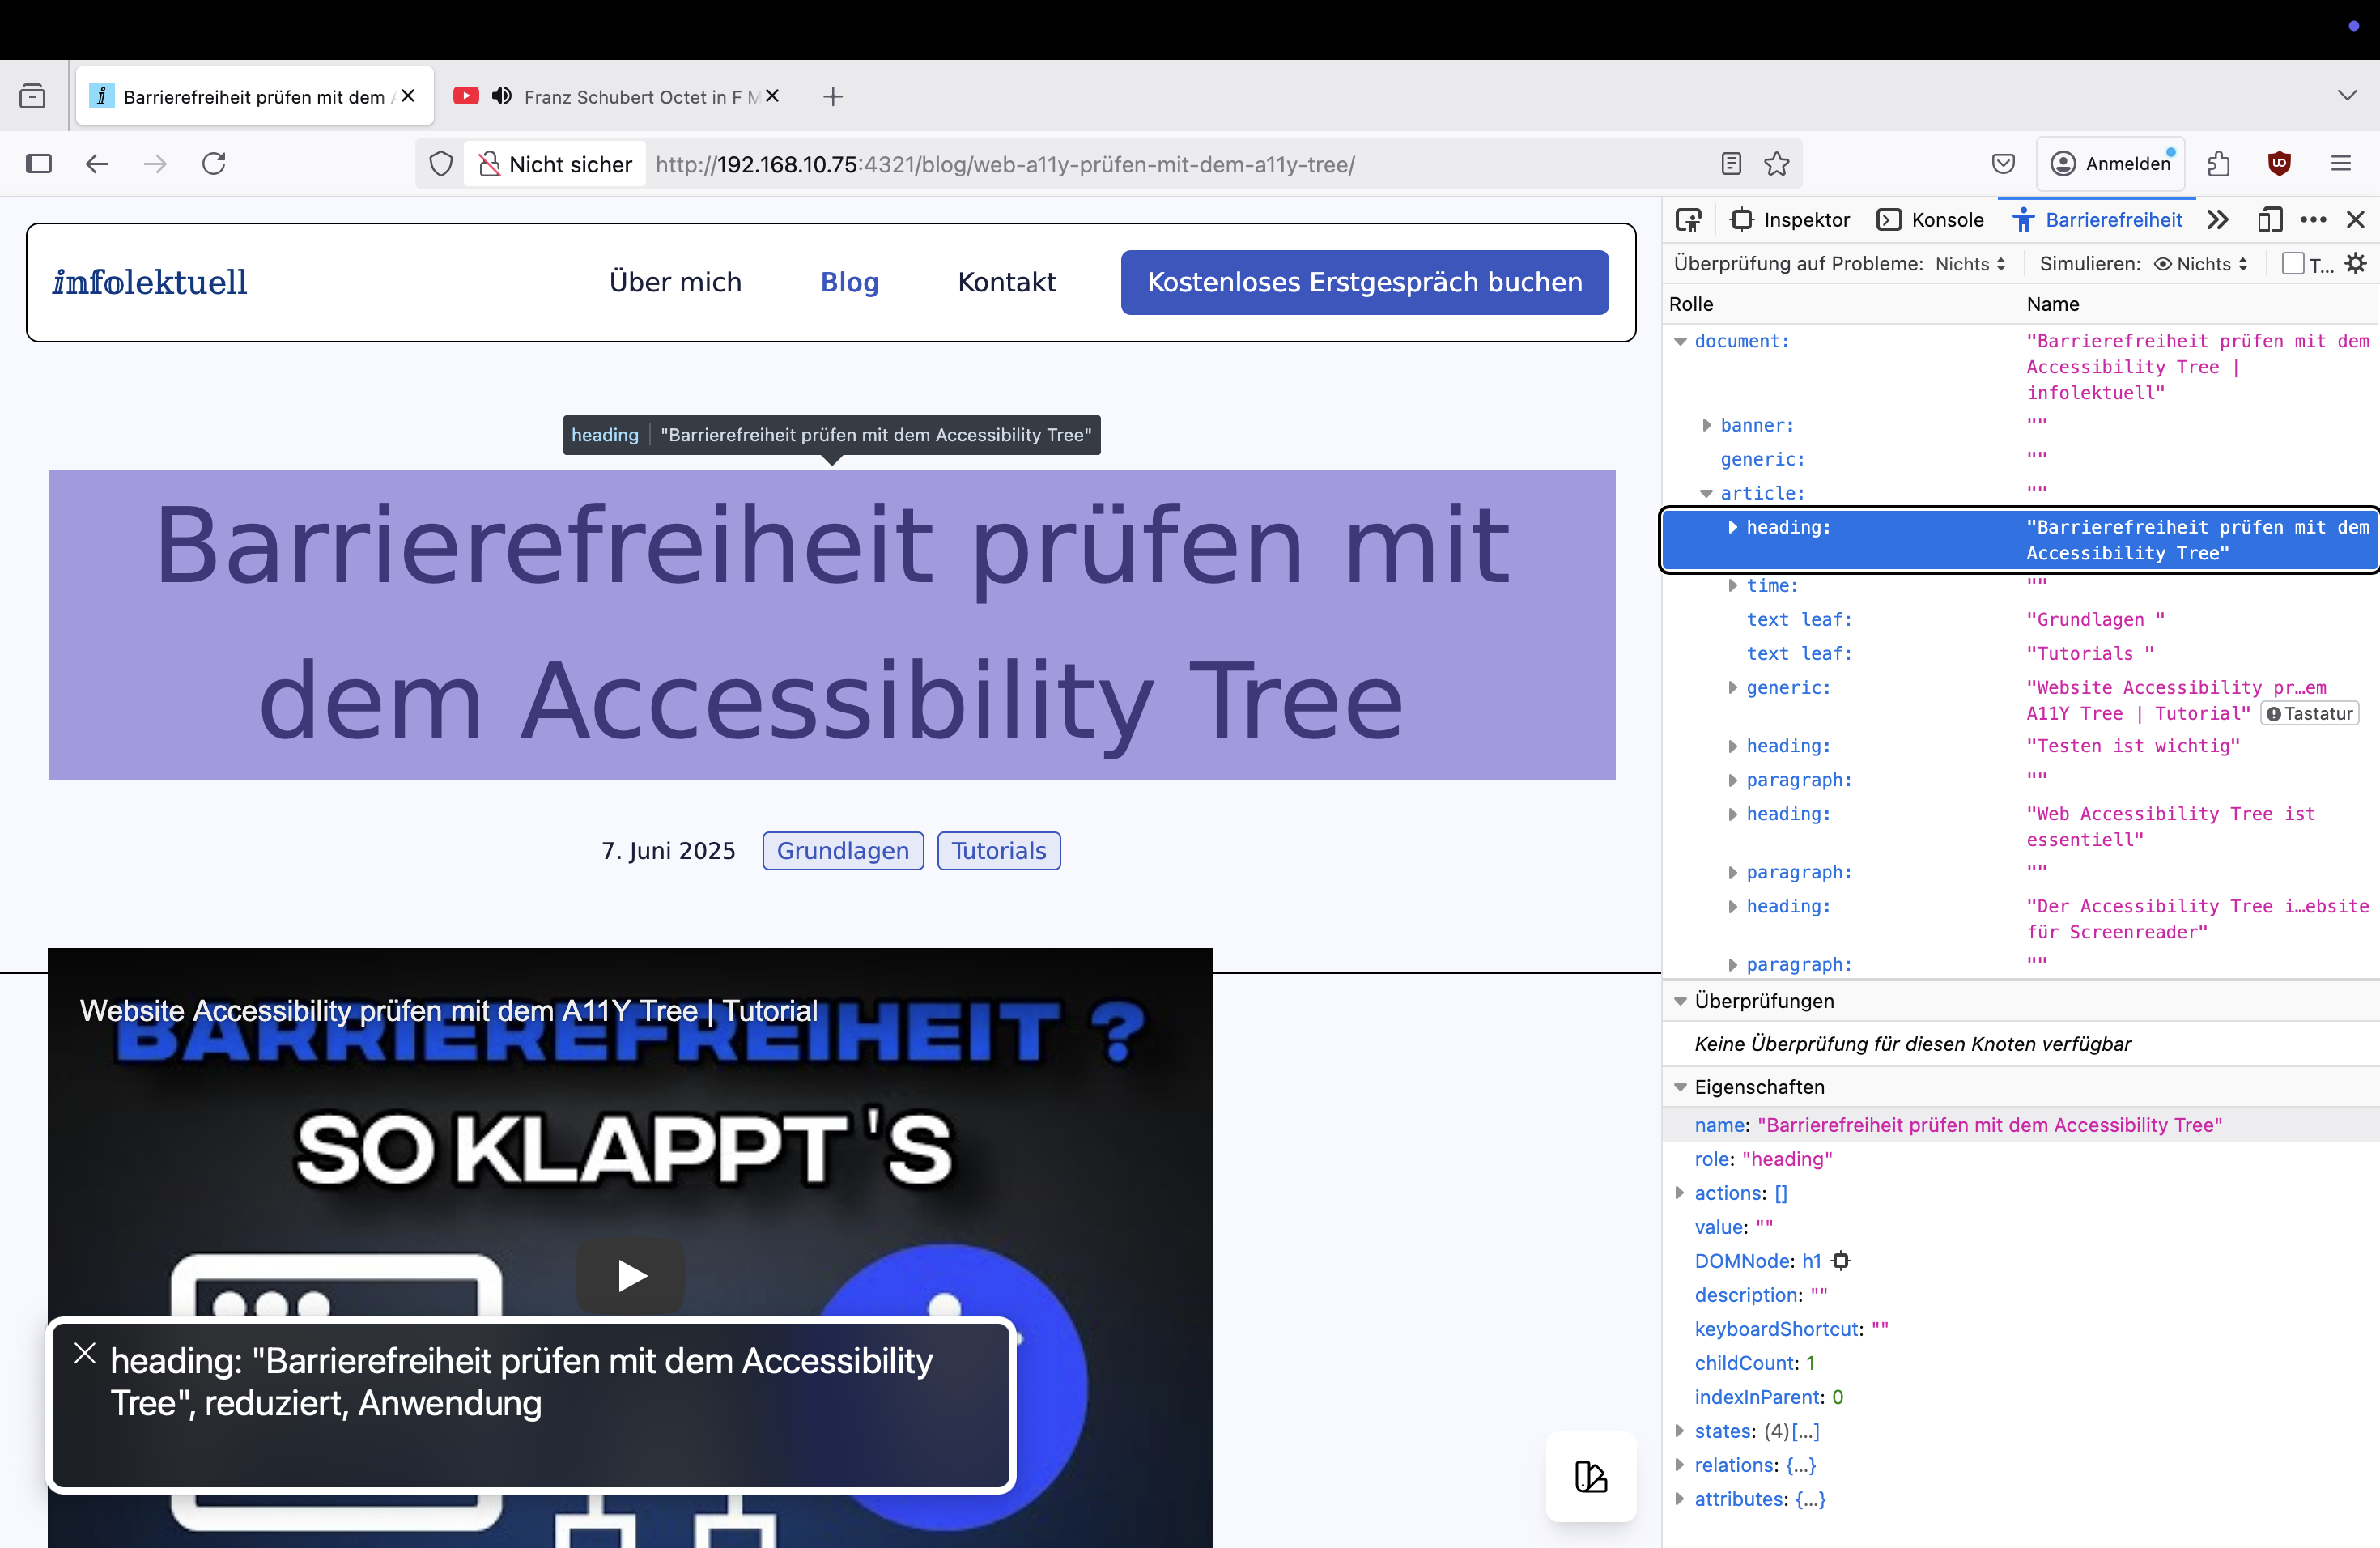 Barrierefreiheit prüfen mit dem
Franz Schubert Octet in F M
Nicht sicher
http://192.168.10.75:4321/blog/web-a11y-prüfen-mit-dem-a11y-tree/
Anmelden
infolektuell
Über mich
Blog
Kontakt
Kostenloses Erstgespräch buchen
heading "Barrierefreiheit prüfen mit dem Accessibility Tree"
Barrierefreiheit prüfen mit
dem Accessibility Tree
7. Juni 2025
Grundlagen
Tutorials
Website Accessibility prüfen mit dem A11Y Tree | Tutorial
BARRIEREFREIHEIT ?
SO KLAPPT'S
heading: "Barrierefreiheit prüfen mit dem Accessibility
Tree", reduziert, Anwendung
Inspektor
Konsole
Barrierefreiheit
Überprüfung auf Probleme: Nichts
Simulieren: Nichts
T...
Rolle Name
document: "Barrierefreiheit prüfen mit dem
Accessibility Tree |
infolektuell"
banner: ""
generic: ""
article: ""
heading: "Barrierefreiheit prüfen mit dem
Accessibility Tree"
time: ""
text leaf: "Grundlagen "
text leaf: "Tutorials "
generic: "Website Accessibility pr…em
A11Y Tree | Tutorial" Tastatur
heading: "Testen ist wichtig"
paragraph: ""
heading: "Web Accessibility Tree ist
essentiell"
paragraph: ""
heading: "Der Accessibility Tree i…ebsite
für Screenreader"
paragraph: ""
Überprüfungen
Keine Überprüfung für diesen Knoten verfügbar
Eigenschaften
name: "Barrierefreiheit prüfen mit dem Accessibility Tree"
role: "heading"
actions: []
value: ""
DOMNode: h1
description: ""
keyboardShortcut: ""
childCount: 1
indexInParent: 0
states: (4)[…]
relations: {…}
attributes: {…}